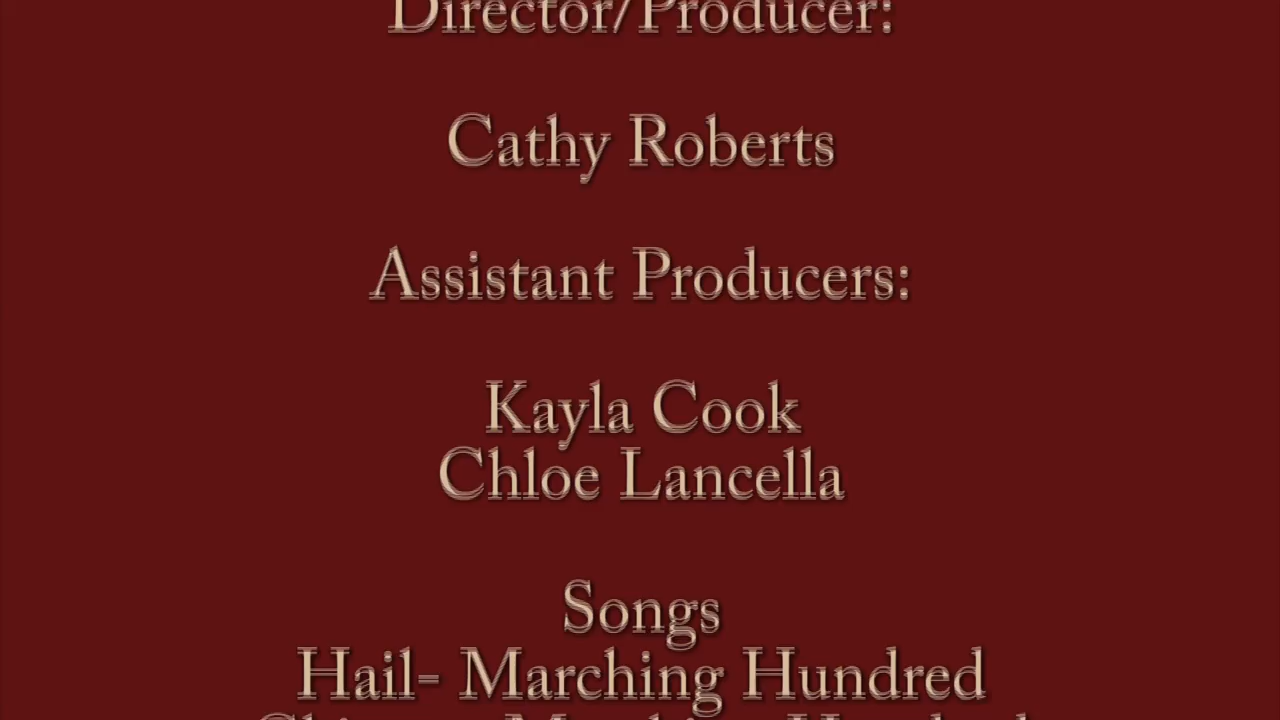 Director/Producer:
Cathy Roberts
Assistant Producers:
Kayla Cook
Chloe Lancella
Songs
Hail- Marching Hundred